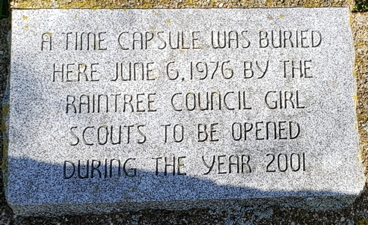 A TIME CAPSULE WAS BURIED
HERE JUNE 6, 1976 BY THE
RAINTREE COUNCIL GIRL
SCOUTS TO BE OPENED
DURING THE YEAR 2001